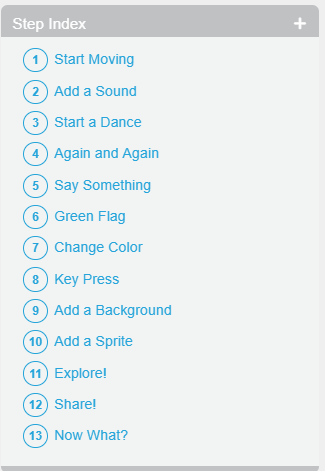 Step Index +
1 Start Moving
2 Add a Sound
3 Start a Dance
4 Again and Again
5 Say Something
6 Green Flag
7 Change Color
8 Key Press
9 Add a Background
10 Add a Sprite
11 Explore!
12 Share!
13 Now What?